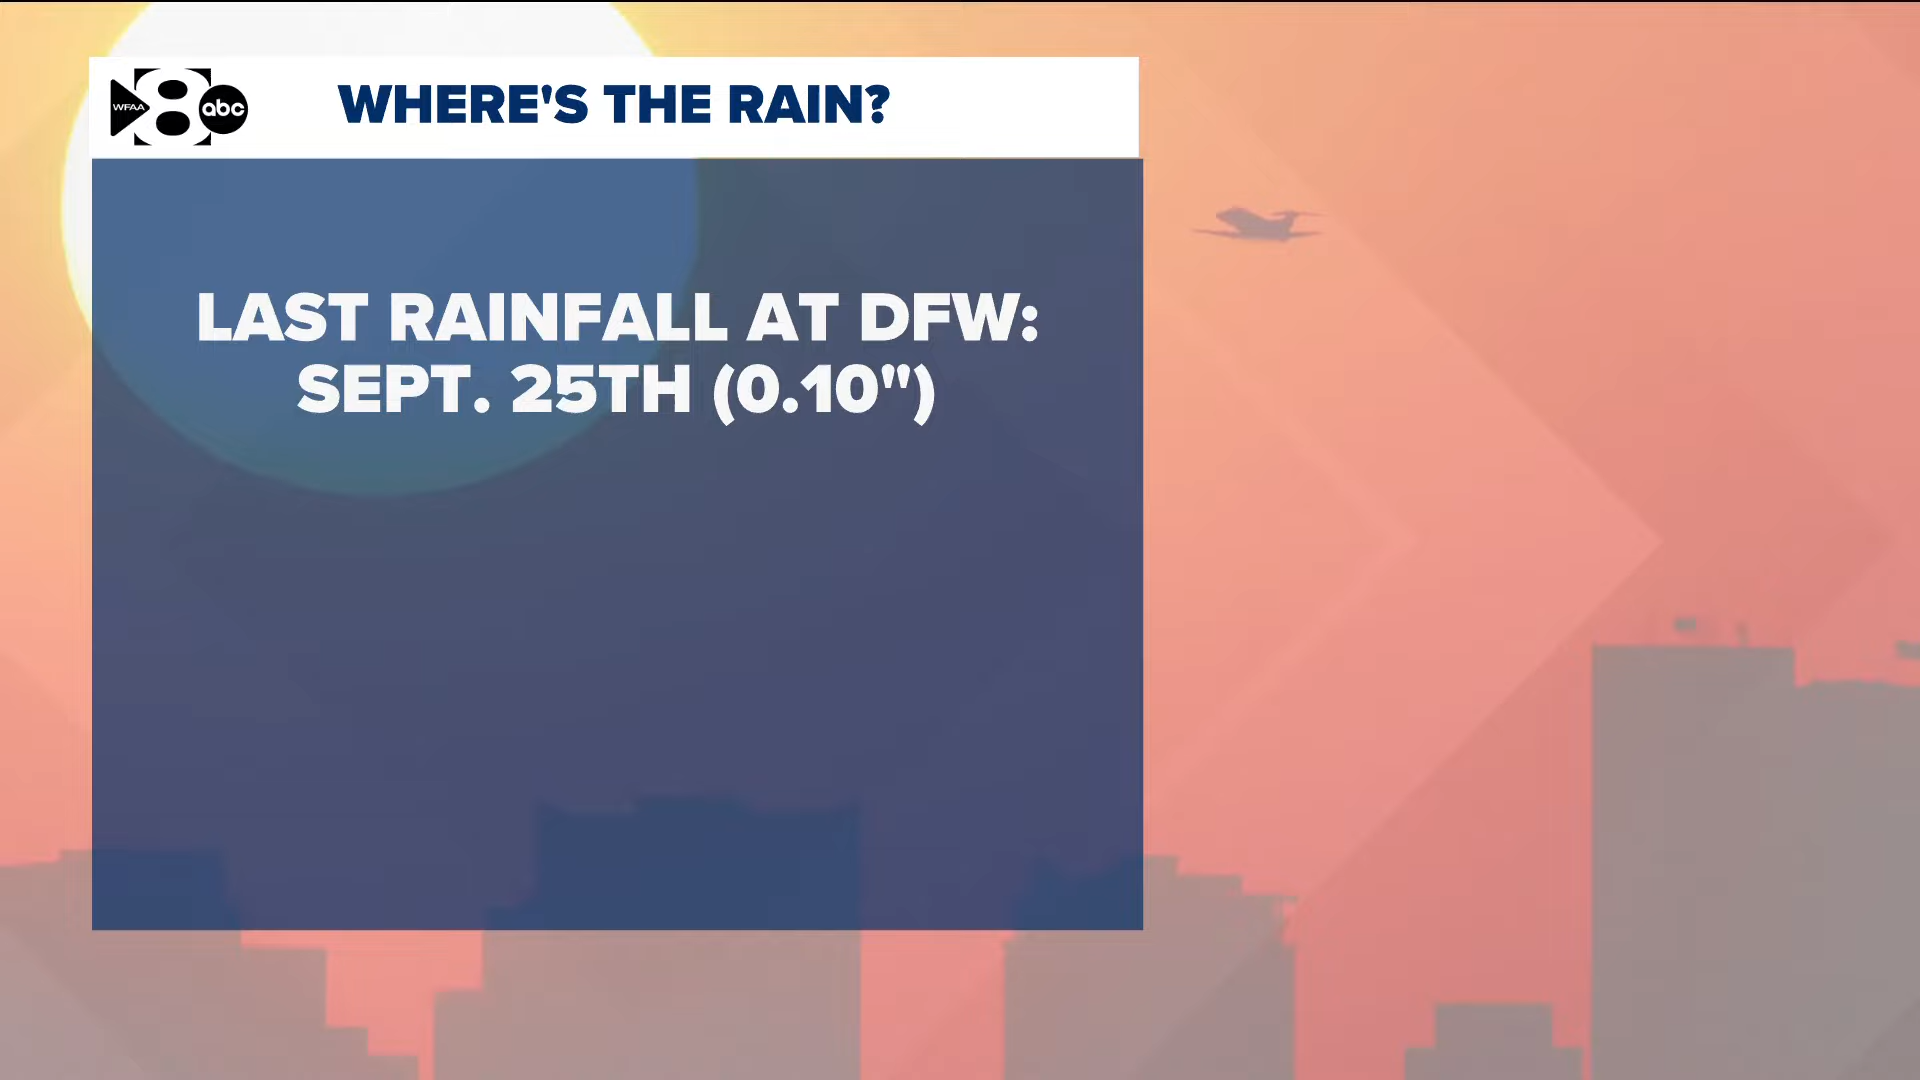 WFAA 8 abc
WHERE'S THE RAIN?
LAST RAINFALL AT DFW:
SEPT. 25TH (0.10")